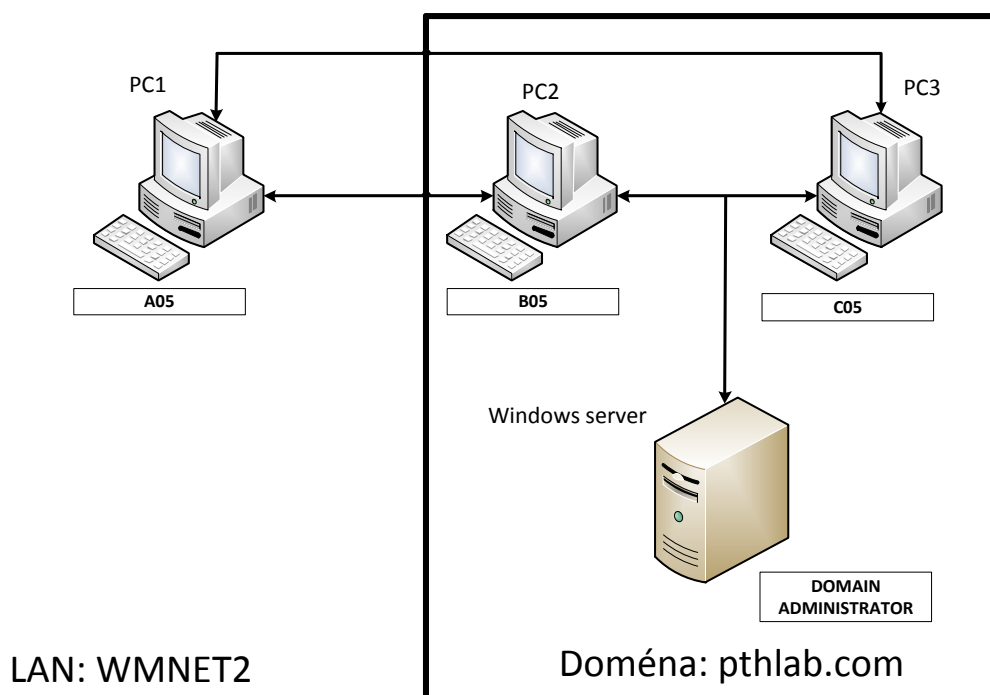 PC1
PC2
PC3
A05
B05
C05
Windows server
DOMAIN
ADMINISTRATOR
LAN: WMNET2
Doména: pthlab.com